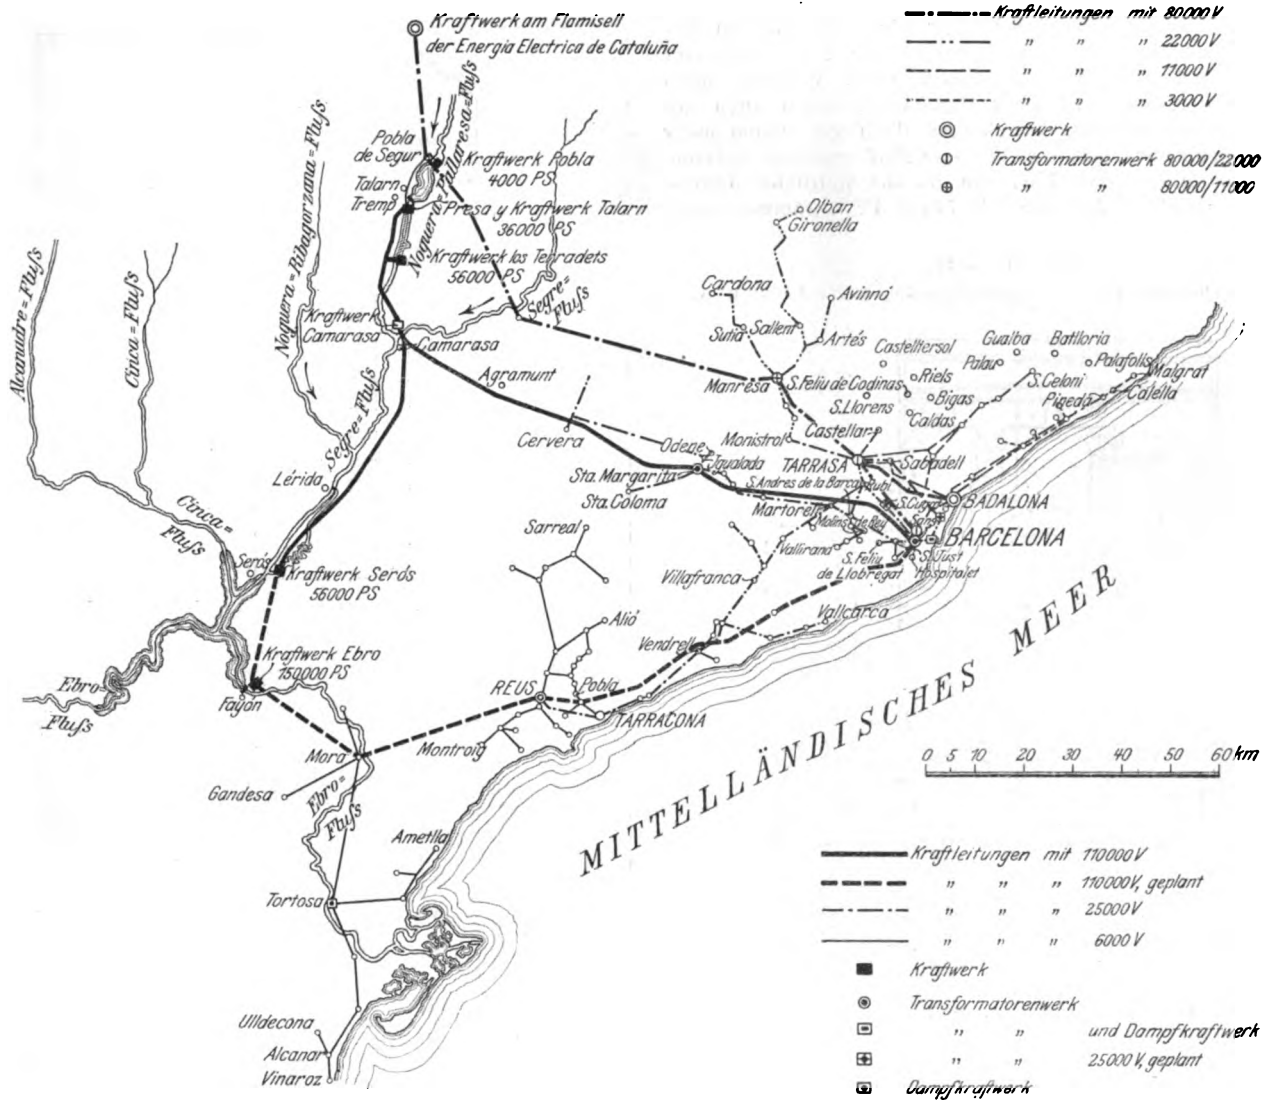 Kraftwerk am Flamisell
der Energia Electrica de Cataluña
Kraftleitungen mit 80000 V
" " " 22000 V
" " " 11000 V
" " " 3000 V
Kraftwerk
Transformatorenwerk 80000/22000
" " 80000/11000
Noguera=Pallaresa=Fluſs
Noguera=Ribagorzana=Fluſs
Pobla
de Segur
Kraftwerk Pobla
4000 PS
Talarn
Tremp
Presa y Kraftwerk Talarn
36000 PS
Kraftwerk los Terradets
56000 PS
Olban
Gironella
Alcanadre=Fluſs
Cinca=Fluſs
Segre=
Fluſs
Cardona
Avinnó
Kraftwerk
Camarasa
Camarasa
Sutia
Sallent
Artés
Castelltersol
Gualba
Batlloria
Palau
Palafolls
Malgrat
Agramunt
Manresa
S. Feliu de Codinas
Riels
S. Celoni
Calella
Pineda
S. Llorens
Bigas
Caldas
Segre=Fluſs
Cervera
Odena
Monistrol
Castellar
Igualada
TARRASA
Sabadell
Lérida
Sta. Margarita
S. Andres de la Barca
Rubi
Sta. Coloma
Martorell
S. Cugat
BADALONA
Cinca=
Fluſs
Sarreal
Molins de Rey
Sans
BARCELONA
Vallirana
S. Feliu
de Llobregat
S. Just
Hospitalet
Serós
Kraftwerk Serós
56000 PS
Villafranca
Alió
Vallcarca
Vendrell
Kraftwerk Ebro
150000 PS
Ebro=
Fluſs
Fayón
REUS
Pobla
TARRAGONA
Mora
Montroig
MITTELLÄNDISCHES MEER
0 5 10 20 30 40 50 60 km
Gandesa
Ebro=
Fluſs
Ametlla
Kraftleitungen mit 110000 V
" " " 110000 V, geplant
" " " 25000 V
" " " 6000 V
Tortosa
Kraftwerk
Transformatorenwerk
" " und Dampfkraftwerk
" " 25000 V, geplant
Dampfkraftwerk
Ulldecona
Alcanar
Vinaroz